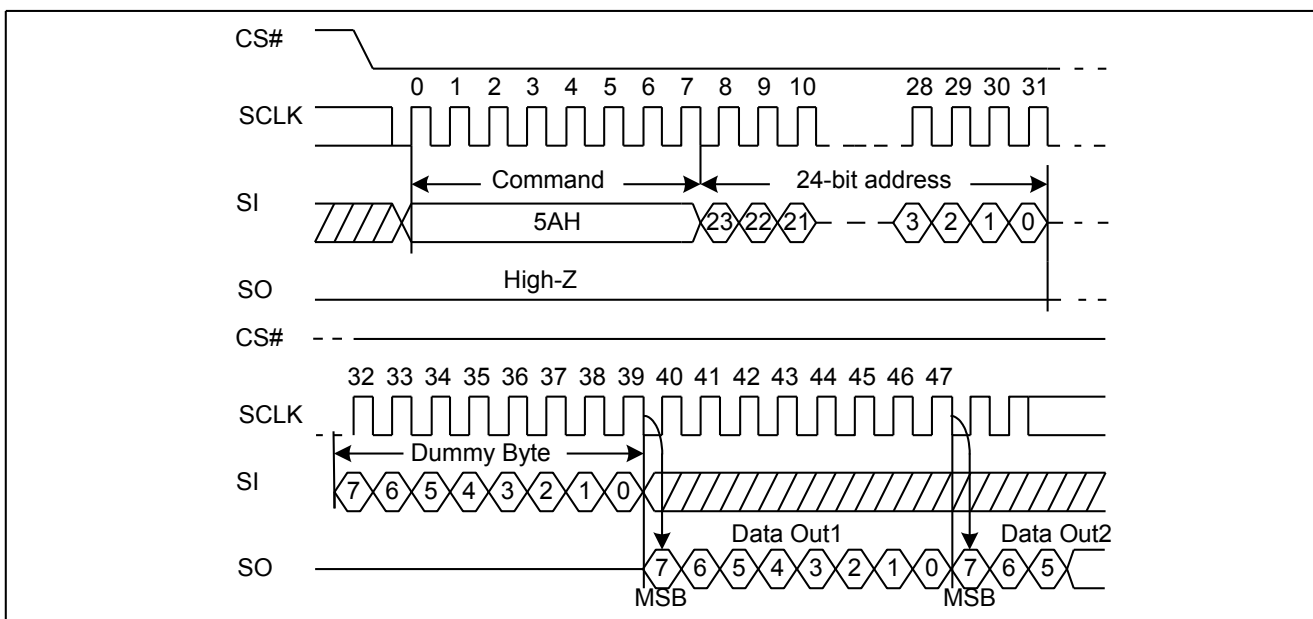 CS#
0 1 2 3 4 5 6 7 8 9 10 28 29 30 31
SCLK
Command 24-bit address
SI
5AH 23 22 21 3 2 1 0
High-Z
SO
CS#
32 33 34 35 36 37 38 39 40 41 42 43 44 45 46 47
SCLK
Dummy Byte
SI
7 6 5 4 3 2 1 0
Data Out1 Data Out2
SO
7 6 5 4 3 2 1 0 7 6 5
MSB MSB